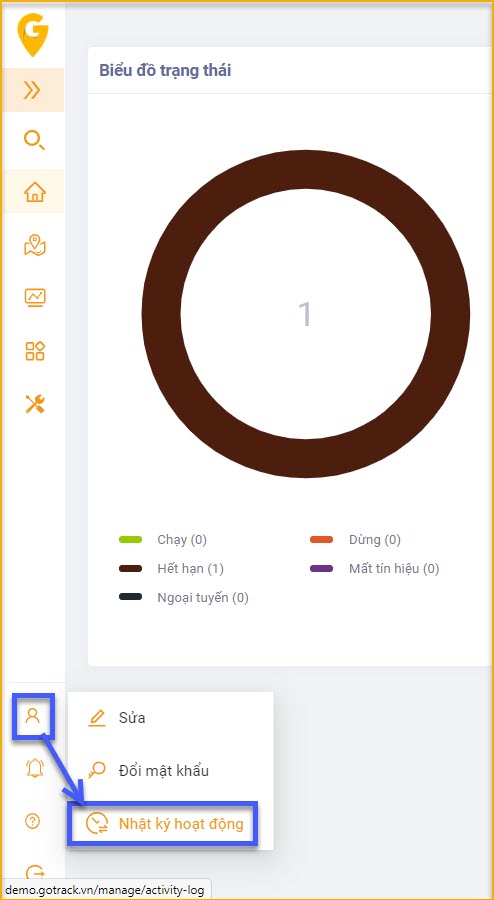 Biểu đồ trạng thái
1
Chạy (0)
Dừng (0)
Hết hạn (1)
Mất tín hiệu (0)
Ngoại tuyến (0)
Sửa
Đổi mật khẩu
Nhật ký hoạt động
demo.gotrack.vn/manage/activity-log